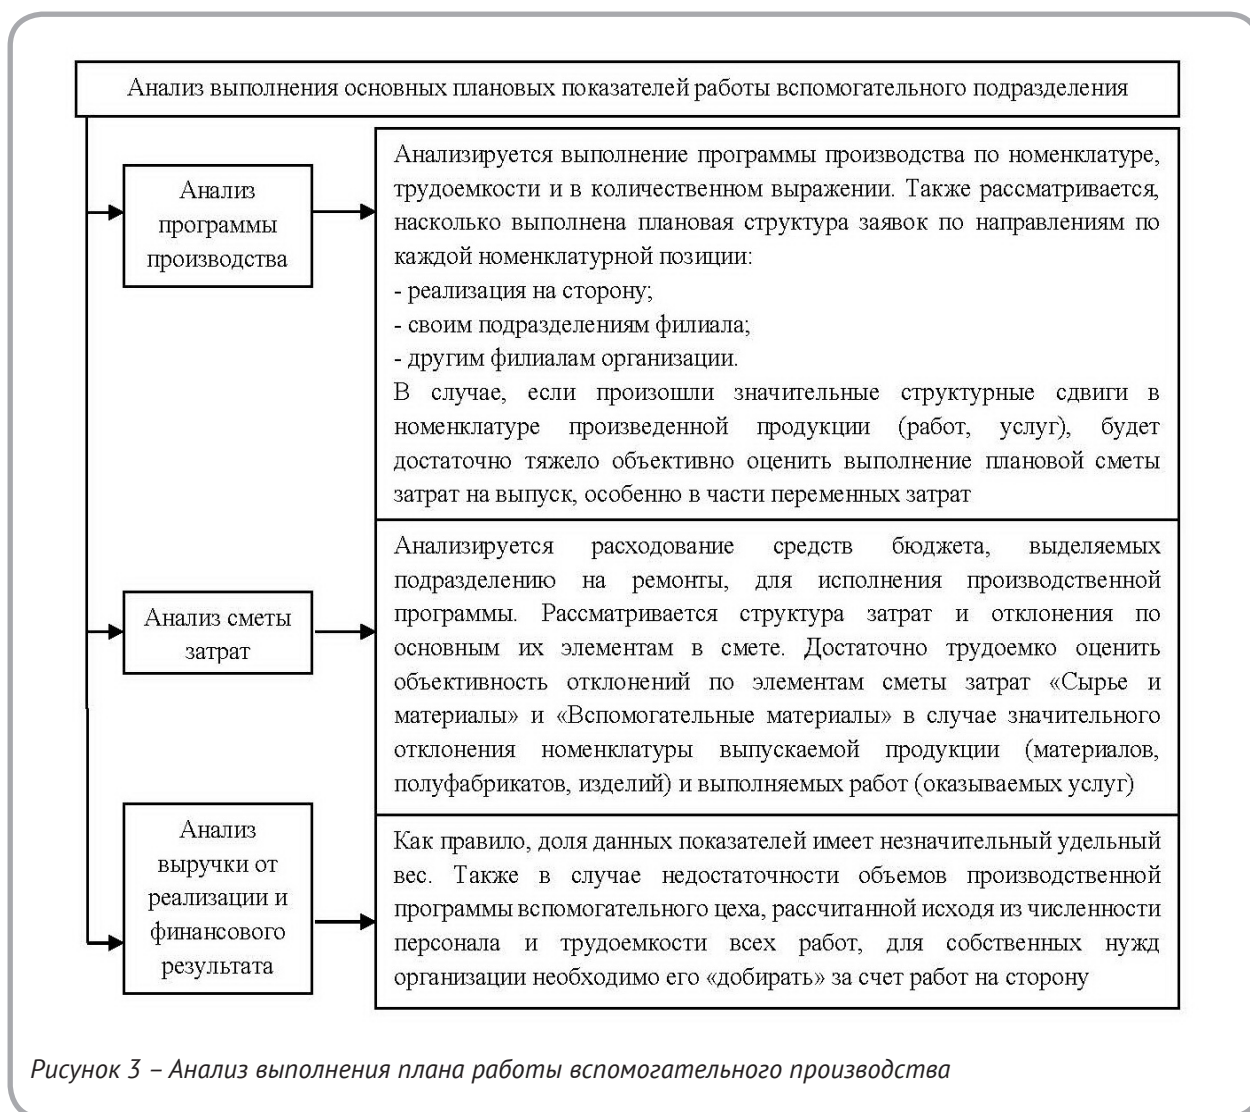 Анализ выполнения основных плановых показателей работы вспомогательного подразделения
Анализ
программы
производства
Анализируется выполнение программы производства по номенклатуре,
трудоемкости и в количественном выражении. Также рассматривается,
насколько выполнена плановая структура заявок по направлениям по
каждой номенклатурной позиции:
- реализация на сторону;
- своим подразделениям филиала;
- другим филиалам организации.
В случае, если произошли значительные структурные сдвиги в
номенклатуре произведенной продукции (работ, услуг), будет
достаточно тяжело объективно оценить выполнение плановой сметы
затрат на выпуск, особенно в части переменных затрат
Анализ сметы
затрат
Анализируется расходование средств бюджета, выделяемых
подразделению на ремонты, для исполнения производственной
программы. Рассматривается структура затрат и отклонения по
основным их элементам в смете. Достаточно трудоемко оценить
объективность отклонений по элементам сметы затрат «Сырье и
материалы» и «Вспомогательные материалы» в случае значительного
отклонения номенклатуры выпускаемой продукции (материалов,
полуфабрикатов, изделий) и выполняемых работ (оказываемых услуг)
Анализ
выручки от
реализации и
финансового
результата
Как правило, доля данных показателей имеет незначительный удельный
вес. Также в случае недостаточности объемов производственной
программы вспомогательного цеха, рассчитанной исходя из численности
персонала и трудоемкости всех работ, для собственных нужд
организации необходимо его «добирать» за счет работ на сторону
Рисунок 3 – Анализ выполнения плана работы вспомогательного производства